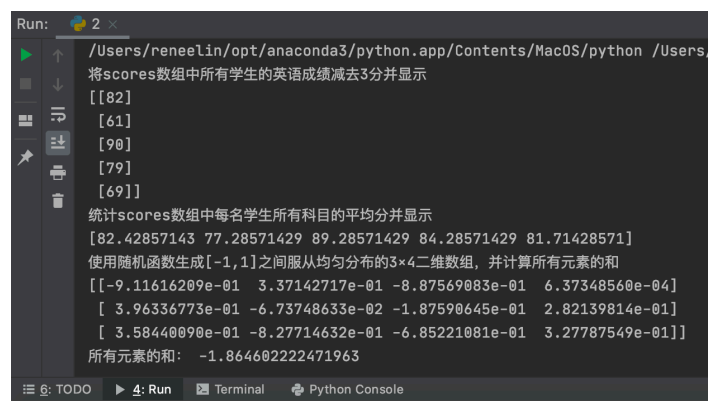 Run: 2 ×
/Users/reneelin/opt/anaconda3/python.app/Contents/MacOS/python /Users/
将scores数组中所有学生的英语成绩减去3分并显示
[[82]
 [61]
 [90]
 [79]
 [69]]
统计scores数组中每名学生所有科目的平均分并显示
[82.42857143 77.28571429 89.28571429 84.28571429 81.71428571]
使用随机函数生成[-1,1]之间服从均匀分布的3×4二维数组，并计算所有元素的和
[[-9.11616209e-01  3.37142717e-01 -8.87569083e-01  6.37348560e-04]
 [ 3.96336773e-01 -6.73748633e-02 -1.87590645e-01  2.82139814e-01]
 [ 3.58440090e-01 -8.27714632e-01 -6.85221081e-01  3.27787549e-01]]
所有元素的和： -1.864602222471963
6: TODO 4: Run Terminal Python Console